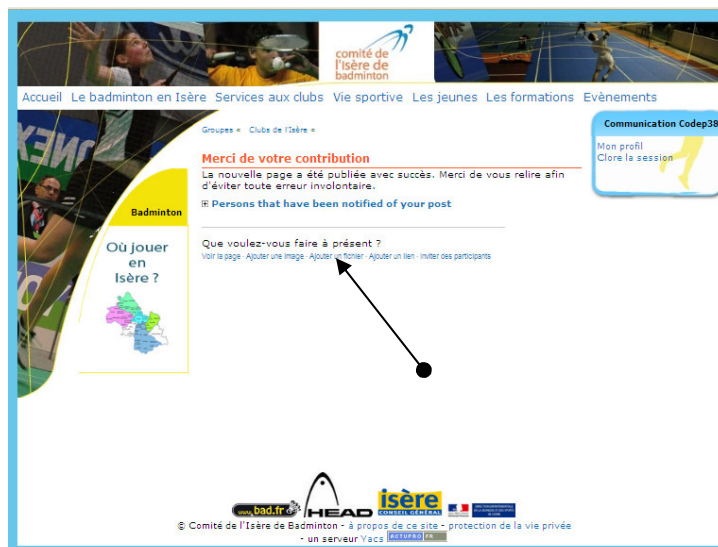 comité de
l'Isère de
badminton
Accueil Le badminton en Isère Services aux clubs Vie sportive Les jeunes Les formations Evènements
Groupes « Clubs de l'Isère «
Communication Codep38
Mon profil
Clore la session
YONEX
Merci de votre contribution
La nouvelle page a été publiée avec succès. Merci de vous relire afin
d'éviter toute erreur involontaire.
Persons that have been notified of your post
Badminton
Où jouer
en
Isère ?
Que voulez-vous faire à présent ?
Voir la page - Ajouter une image - Ajouter un fichier - Ajouter un lien - Inviter des participants
www.bad.fr
HEAD
isère
CONSEIL GÉNÉRAL
© Comité de l'Isère de Badminton - à propos de ce site - protection de la vie privée
- un serveur Yacs ACTUPRO FR